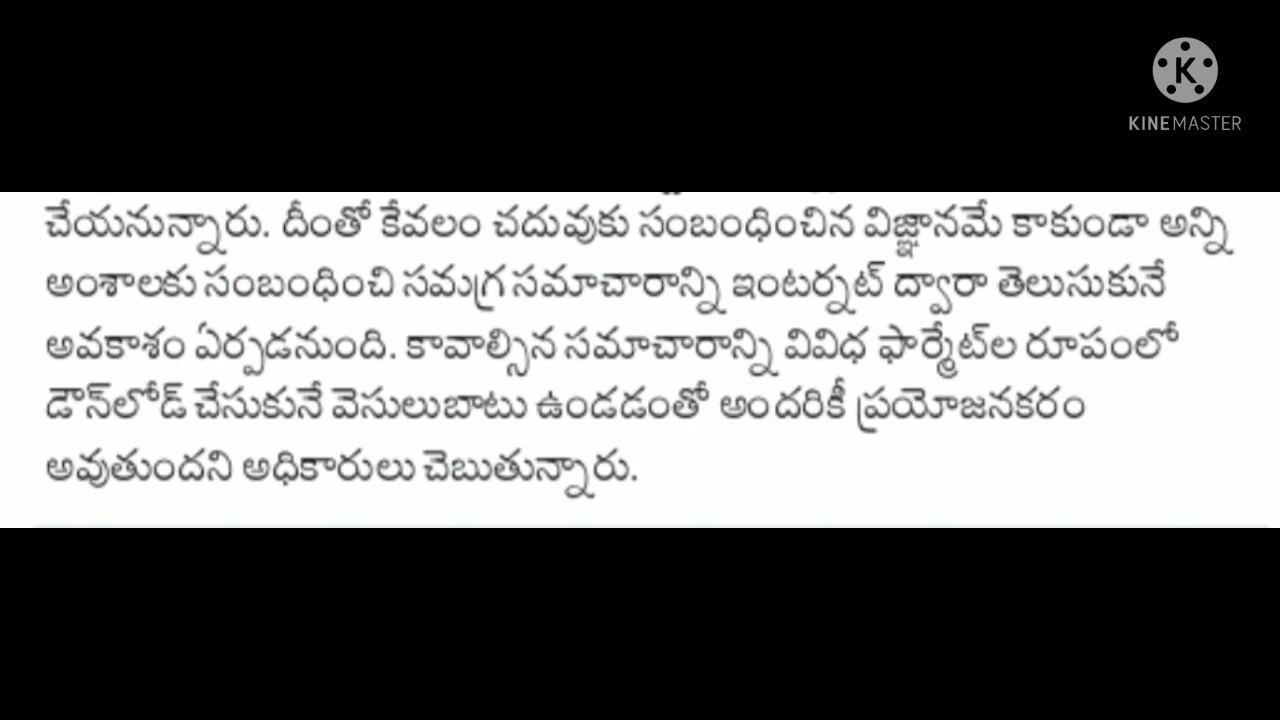 KINEMASTER
చేయనున్నారు. దీంతో కేవలం చదువుకు సంబంధించిన విజ్ఞానమే కాకుండా అన్ని
అంశాలకు సంబంధించి సమగ్ర సమాచారాన్ని ఇంటర్నట్ ద్వారా తెలుసుకునే
అవకాశం ఏర్పడనుంది. కావాల్సిన సమాచారాన్ని వివిధ ఫార్మేట్‌ల రూపంలో
డౌన్‌లోడ్ చేసుకునే వెసులుబాటు ఉండడంతో అందరికీ ప్రయోజనకరం
అవుతుందని అధికారులు చెబుతున్నారు.